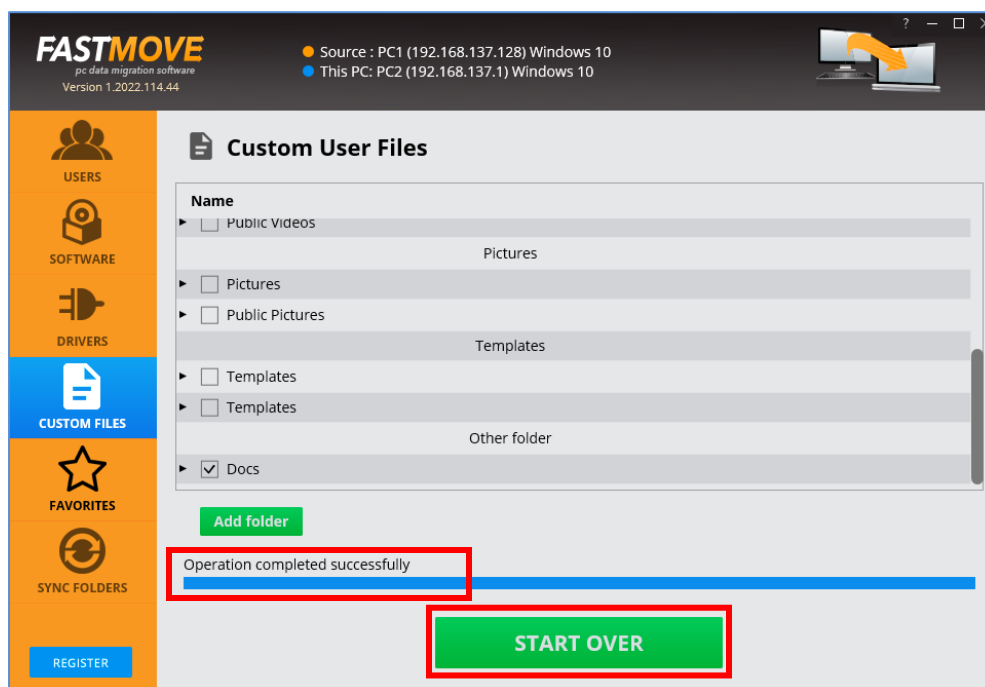 FASTMOVE
pc data migration software
Version 1.2022.114.44
Source : PC1 (192.168.137.128) Windows 10
This PC: PC2 (192.168.137.1) Windows 10
?
USERS
SOFTWARE
DRIVERS
CUSTOM FILES
FAVORITES
SYNC FOLDERS
REGISTER
Custom User Files
Name
Public Videos
Pictures
Pictures
Public Pictures
Templates
Templates
Templates
Other folder
Docs
Add folder
Operation completed successfully
START OVER